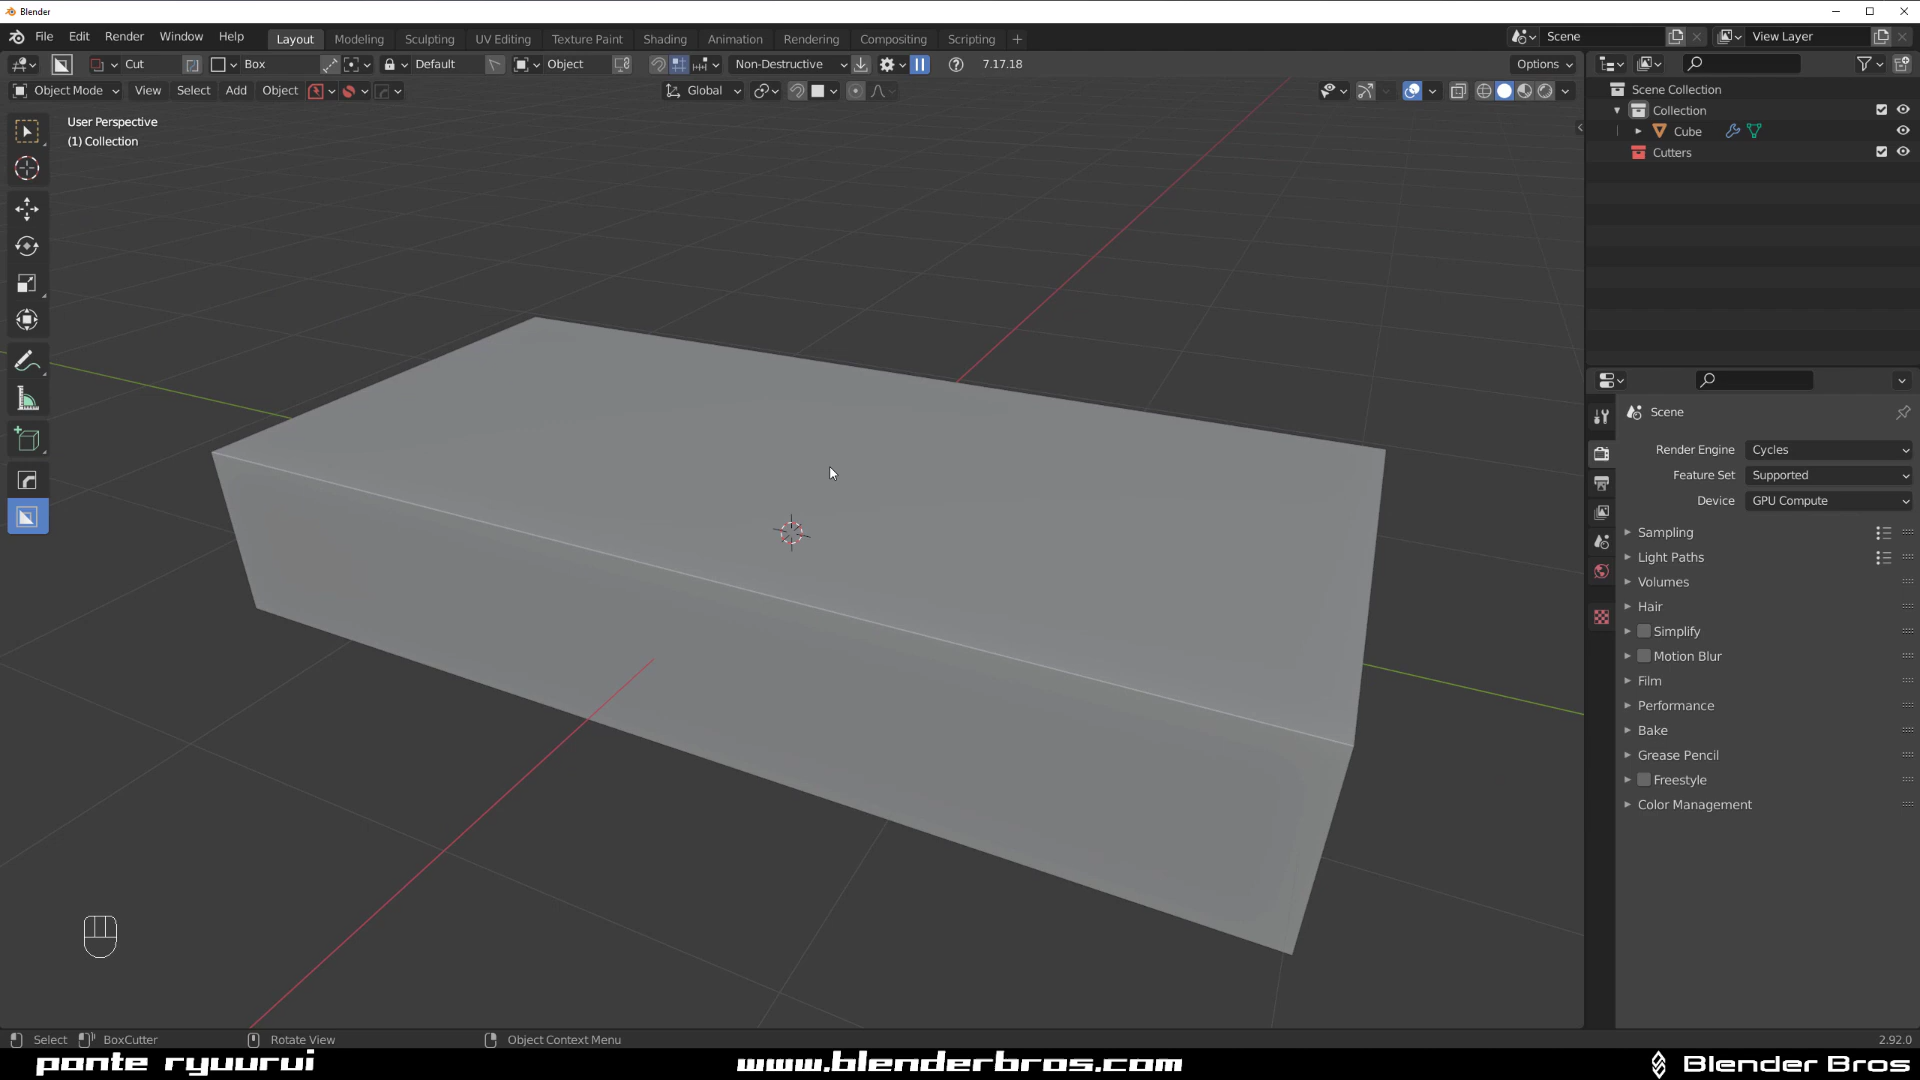 Blender
File Edit Render Window Help Layout Modeling Sculpting UV Editing Texture Paint Shading Animation Rendering Compositing Scripting + Scene View Layer
Cut Box Default Object Non-Destructive 7.17.18 Options
Object Mode View Select Add Object Global
User Perspective
(1) Collection
Scene Collection
Collection
Cube
Cutters
Scene
Render Engine Cycles
Feature Set Supported
Device GPU Compute
Sampling
Light Paths
Volumes
Hair
Simplify
Motion Blur
Film
Performance
Bake
Grease Pencil
Freestyle
Color Management
Select BoxCutter Rotate View Object Context Menu 2.92.0
ponte ryuurui www.blenderbros.com Blender Bros